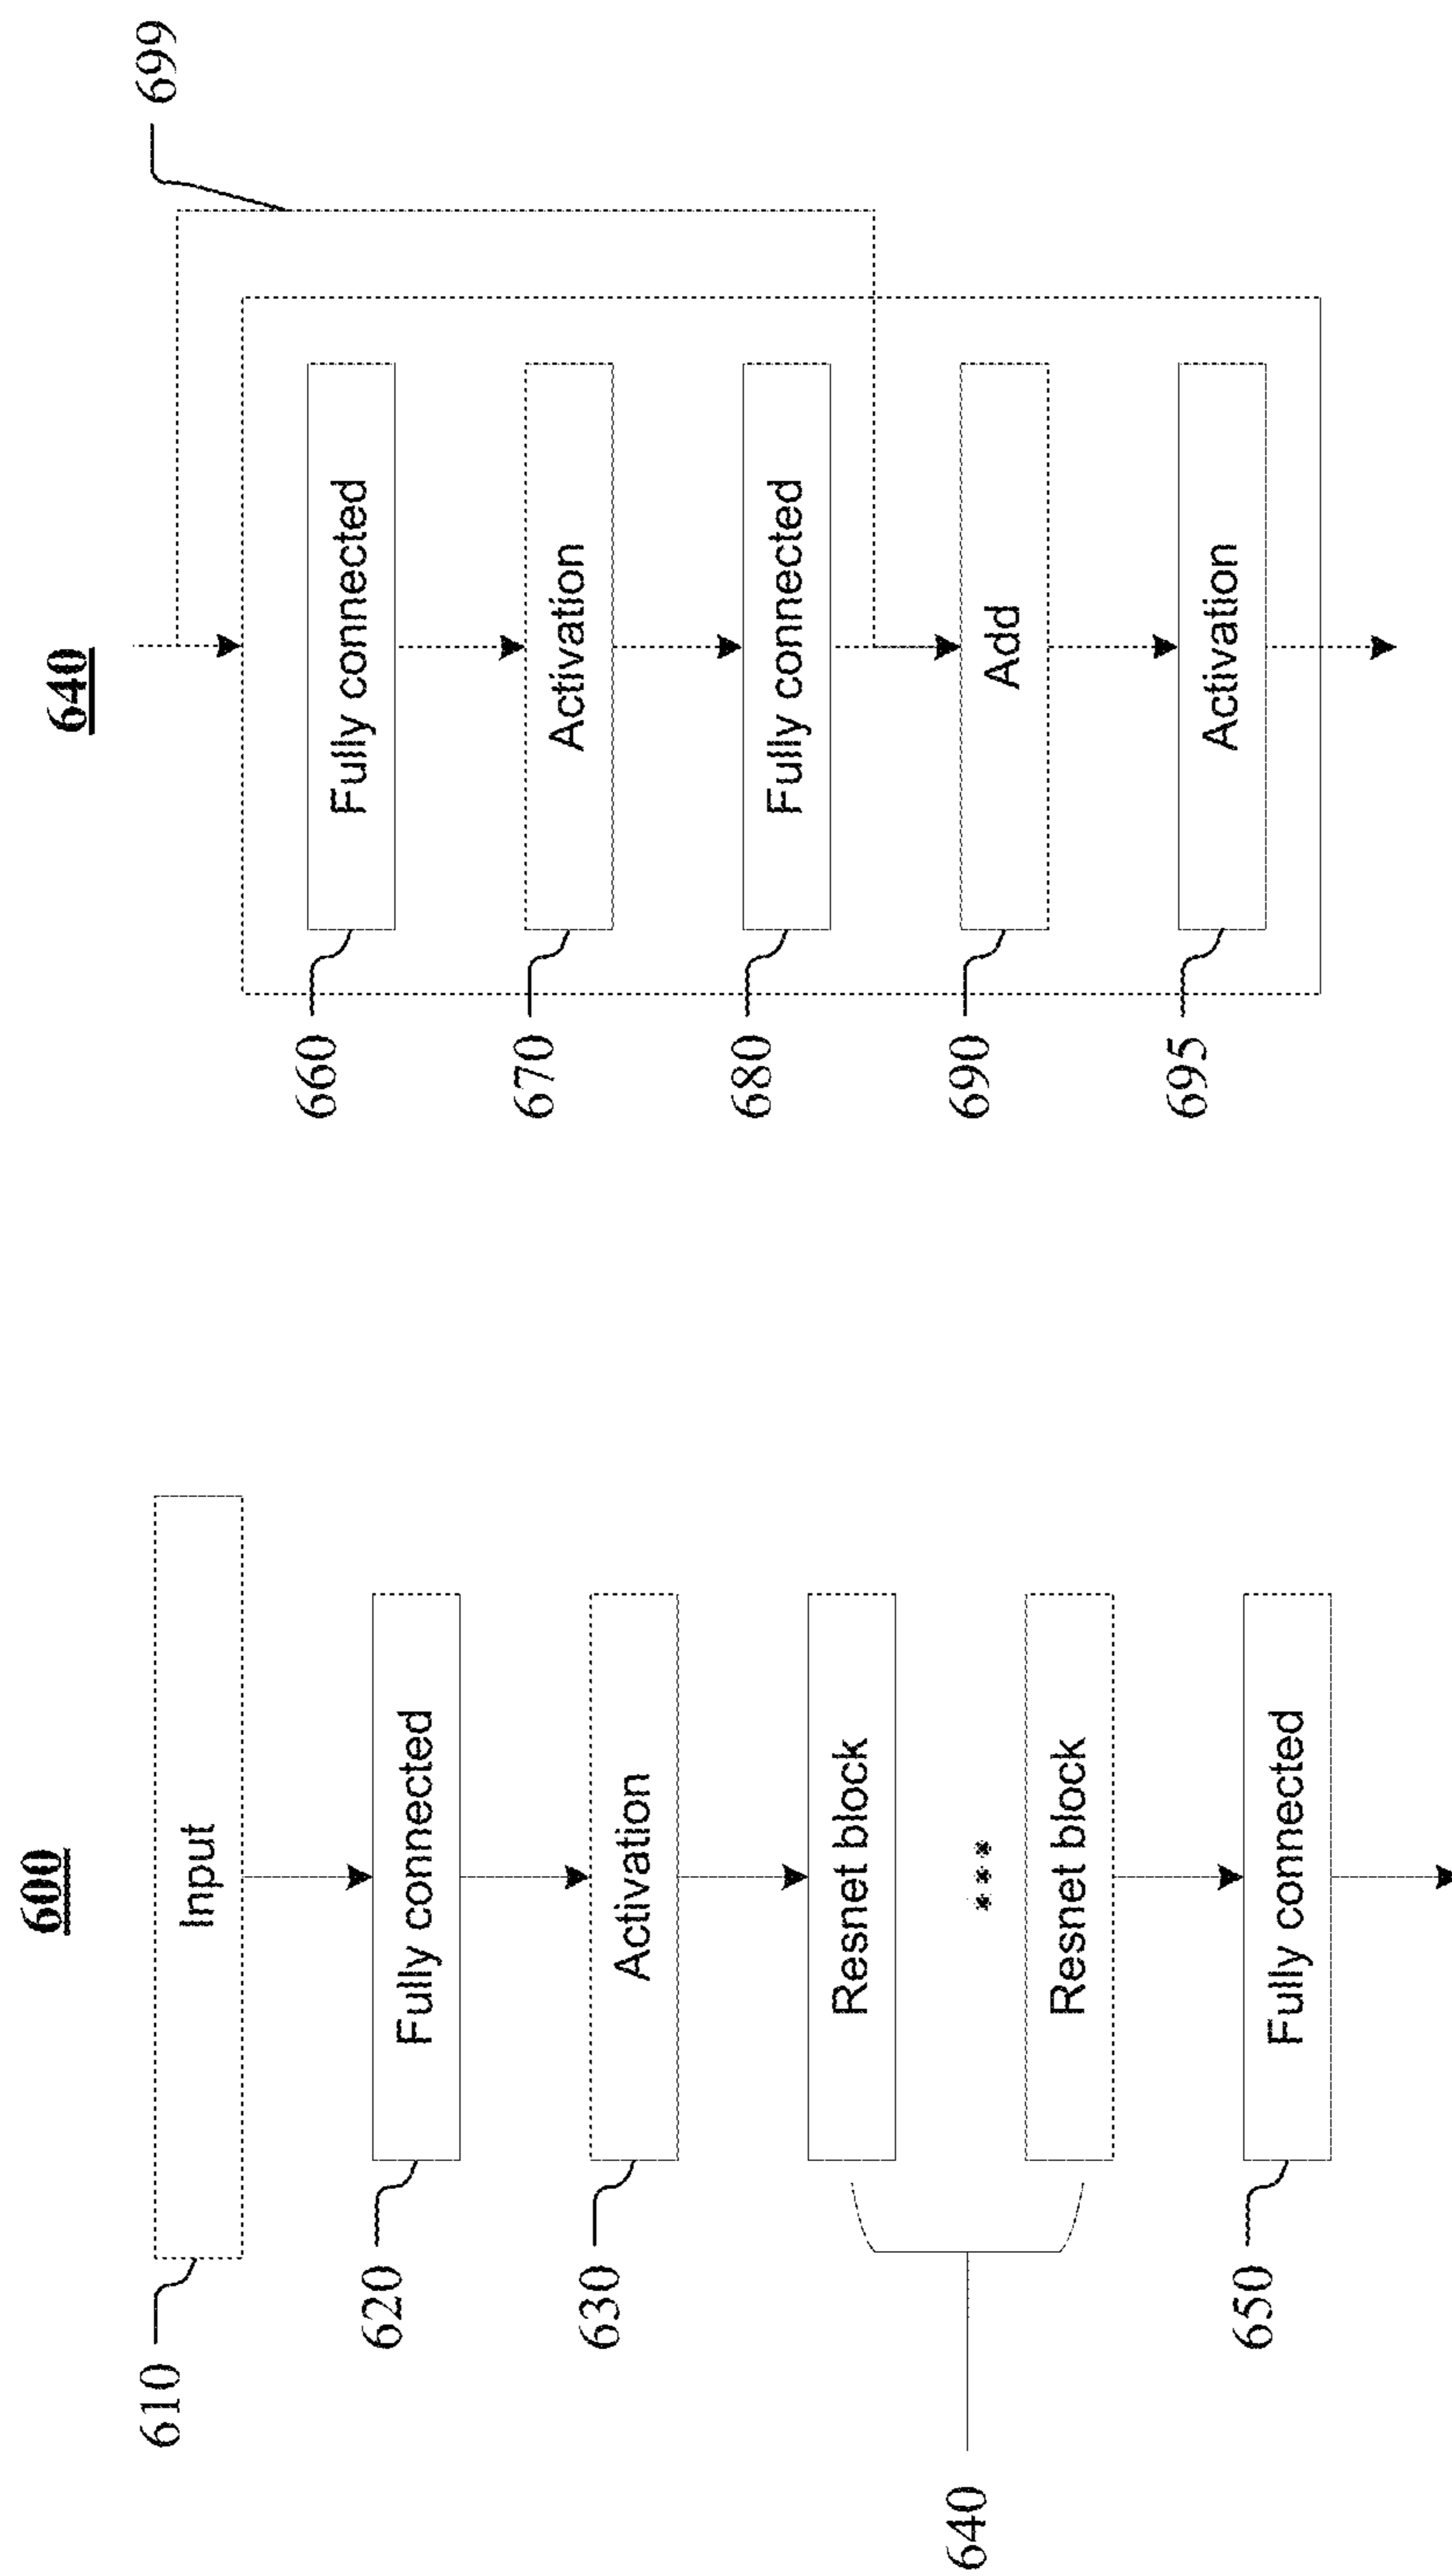 600
Input
610
Fully connected
620
Activation
630
Resnet block
***
Resnet block
640
Fully connected
650
640
699
Fully connected
660
Activation
670
Fully connected
680
Add
690
Activation
695